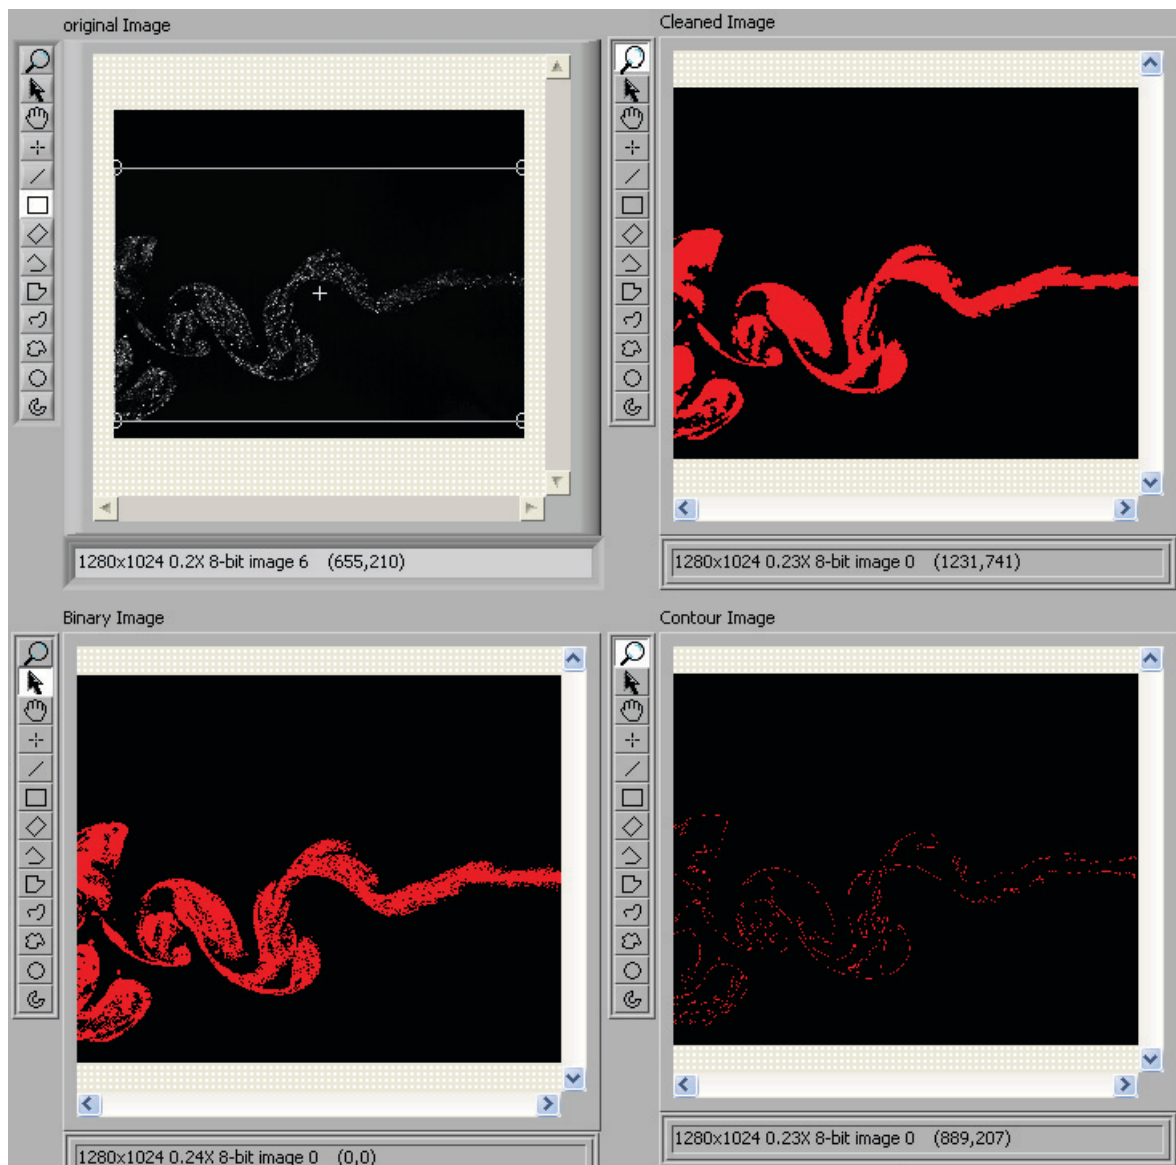 original Image
Cleaned Image
1280x1024 0.2X 8-bit image 6 (655,210)
1280x1024 0.23X 8-bit image 0 (1231,741)
Binary Image
Contour Image
1280x1024 0.24X 8-bit image 0 (0,0)
1280x1024 0.23X 8-bit image 0 (889,207)